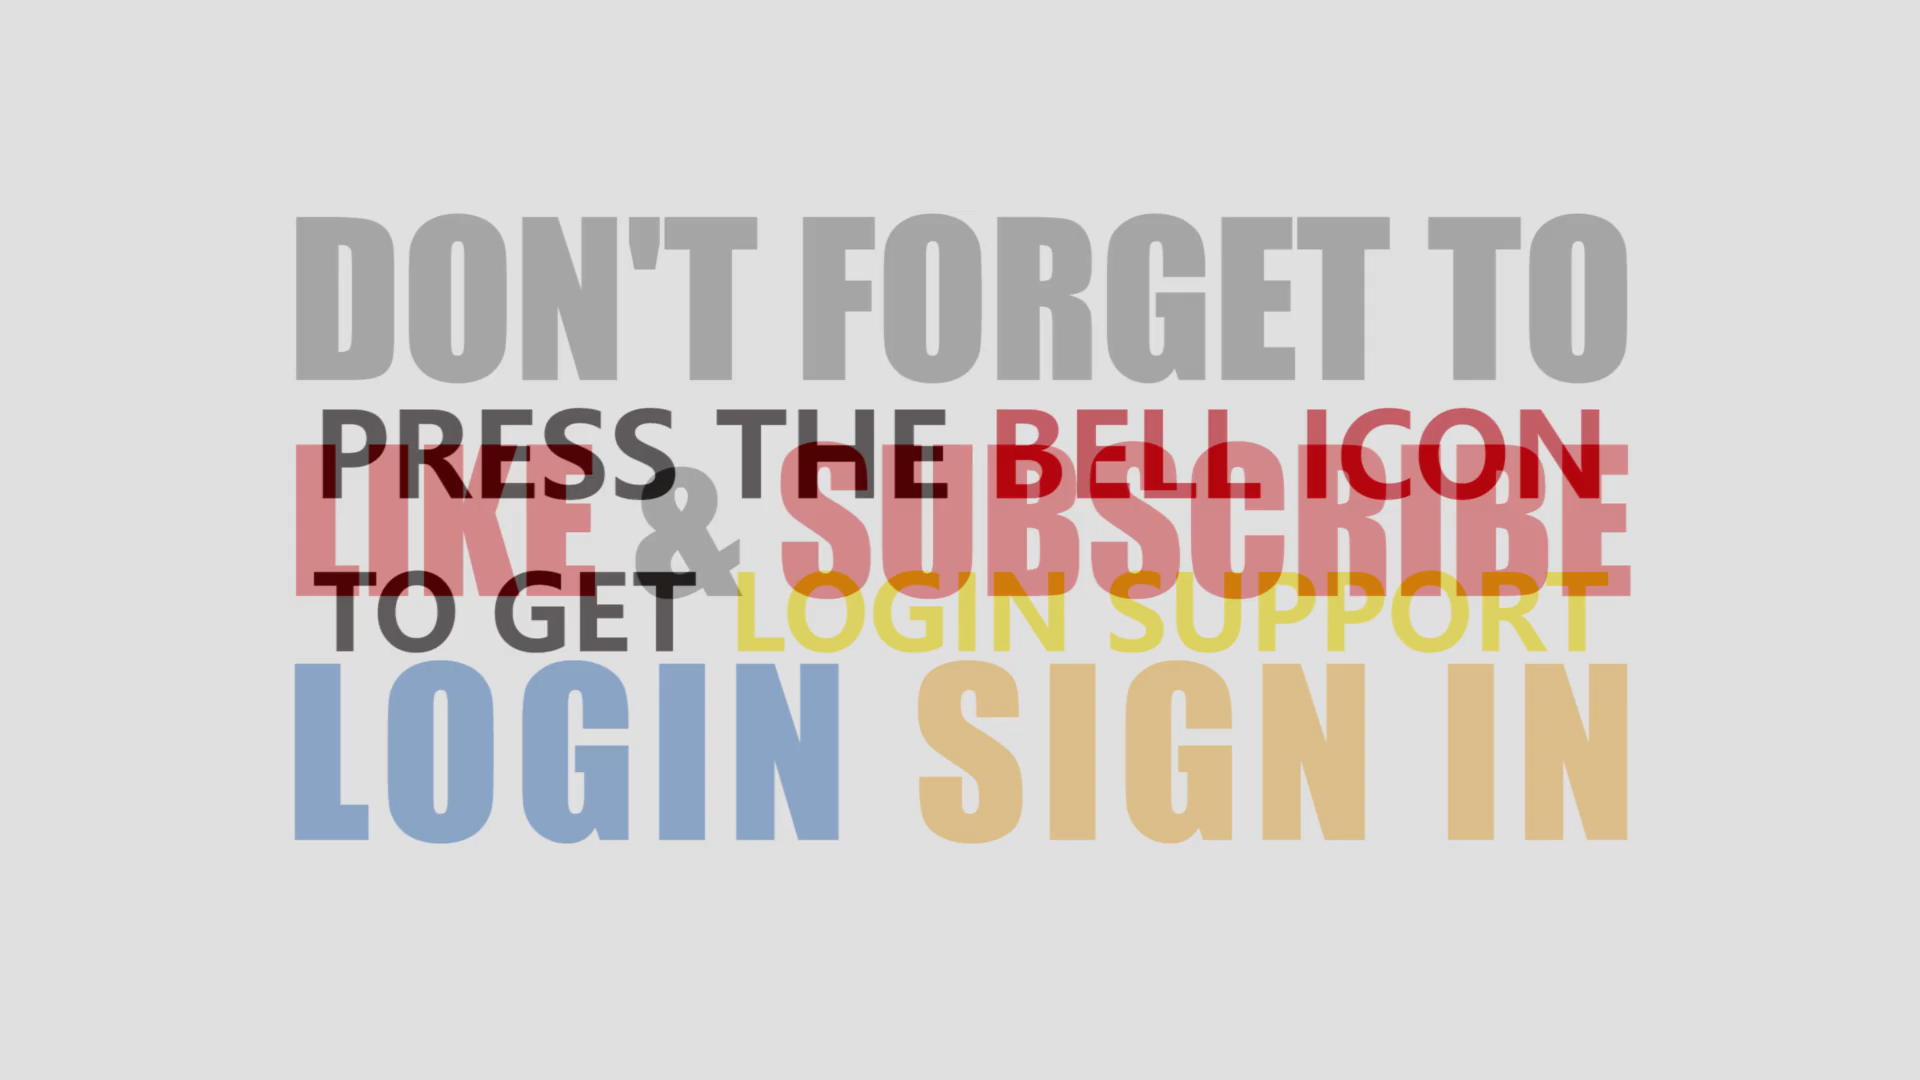 DON'T FORGET TO
PRESS THE BELL ICON
LIKE & SUBSCRIBE
TO GET LOGIN SUPPORT
LOGIN SIGN IN